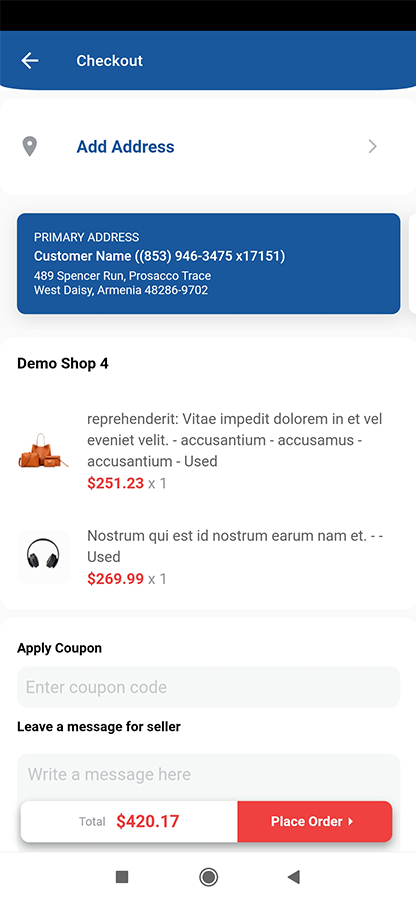 Checkout
Add Address
PRIMARY ADDRESS
Customer Name ((853) 946-3475 x17151)
489 Spencer Run, Prosacco Trace
West Daisy, Armenia 48286-9702
Demo Shop 4
reprehenderit: Vitae impedit dolorem in et vel
eveniet velit. - accusantium - accusamus -
accusantium - Used
$251.23 x 1
Nostrum qui est id nostrum earum nam et. - -
Used
$269.99 x 1
Apply Coupon
Enter coupon code
Leave a message for seller
Write a message here
Total $420.17 Place Order